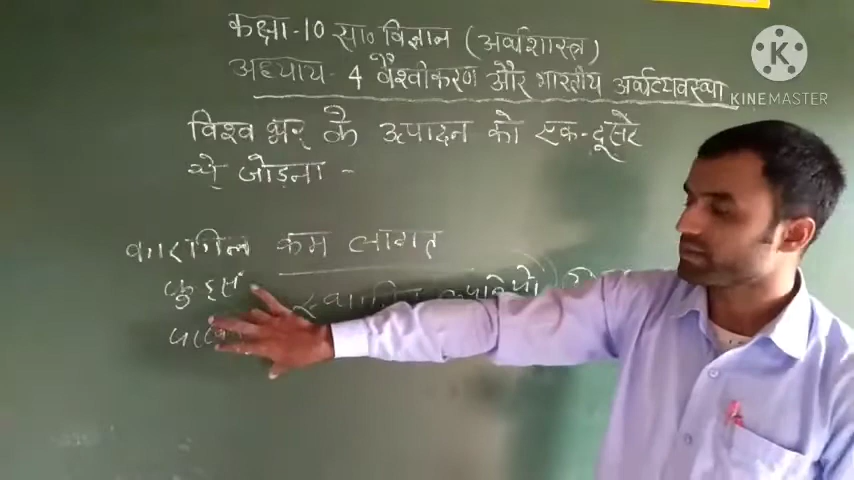 कक्षा-10 सा० विज्ञान (अर्थशास्त्र)
अध्याय- 4 वैश्वीकरण और भारतीय अर्थव्यवस्था
KINEMASTER
विश्व भर के उत्पादन को एक-दूसरे
से जोड़ना -
कारगिल कम लागत
फूड्स